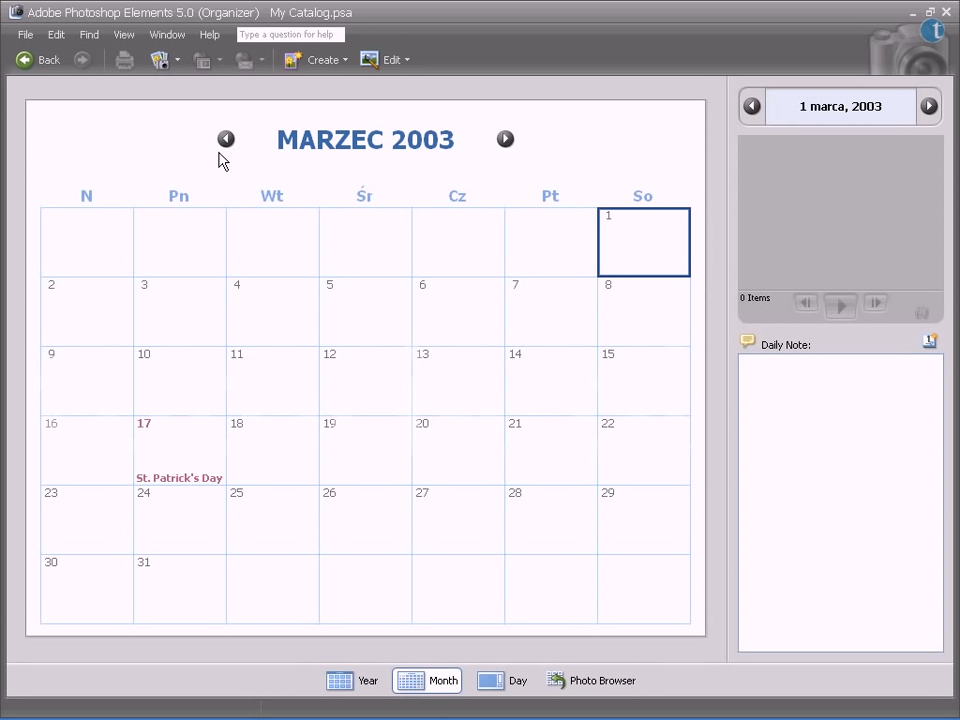 Adobe Photoshop Elements 5.0 (Organizer) My Catalog.psa
File Edit Find View Window Help Type a question for help
t
Back Create Edit
MARZEC 2003
1 marca, 2003
N Pn Wt Śr Cz Pt So
1
2 3 4 5 6 7 8
0 Items
Daily Note:
9 10 11 12 13 14 15
16 17 18 19 20 21 22
St. Patrick's Day
23 24 25 26 27 28 29
30 31
Year Month Day Photo Browser